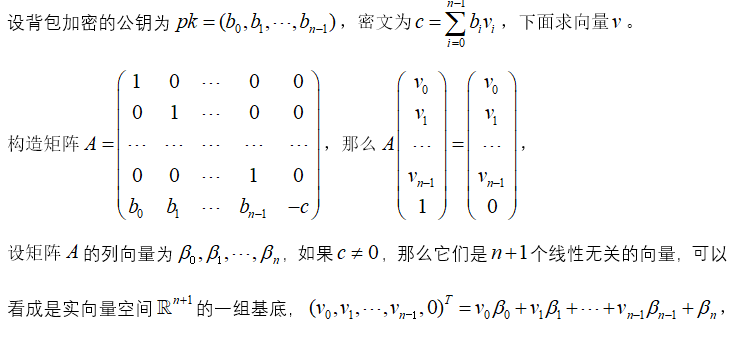 设背包加密的公钥为 $pk=(b_0,b_1,\cdots,b_{n-1})$，密文为 $c=\sum_{i=0}^{n-1} b_i v_i$，下面求向量 $v$。
构造矩阵 $A=\begin{pmatrix} 1 & 0 & \cdots & 0 & 0 \\ 0 & 1 & \cdots & 0 & 0 \\ \cdots & \cdots & \cdots & \cdots & \cdots \\ 0 & 0 & \cdots & 1 & 0 \\ b_0 & b_1 & \cdots & b_{n-1} & -c \end{pmatrix}$，那么 $A\begin{pmatrix} v_0 \\ v_1 \\ \cdots \\ v_{n-1} \\ 1 \end{pmatrix}=\begin{pmatrix} v_0 \\ v_1 \\ \cdots \\ v_{n-1} \\ 0 \end{pmatrix}$，
设矩阵 $A$ 的列向量为 $\beta_0,\beta_1,\cdots,\beta_n$，如果 $c\neq 0$，那么它们是 $n+1$ 个线性无关的向量，可以
看成是实向量空间 $\mathbb{R}^{n+1}$ 的一组基底，$(v_0,v_1,\cdots,v_{n-1},0)^T=v_0\beta_0+v_1\beta_1+\cdots+v_{n-1}\beta_{n-1}+\beta_n$，